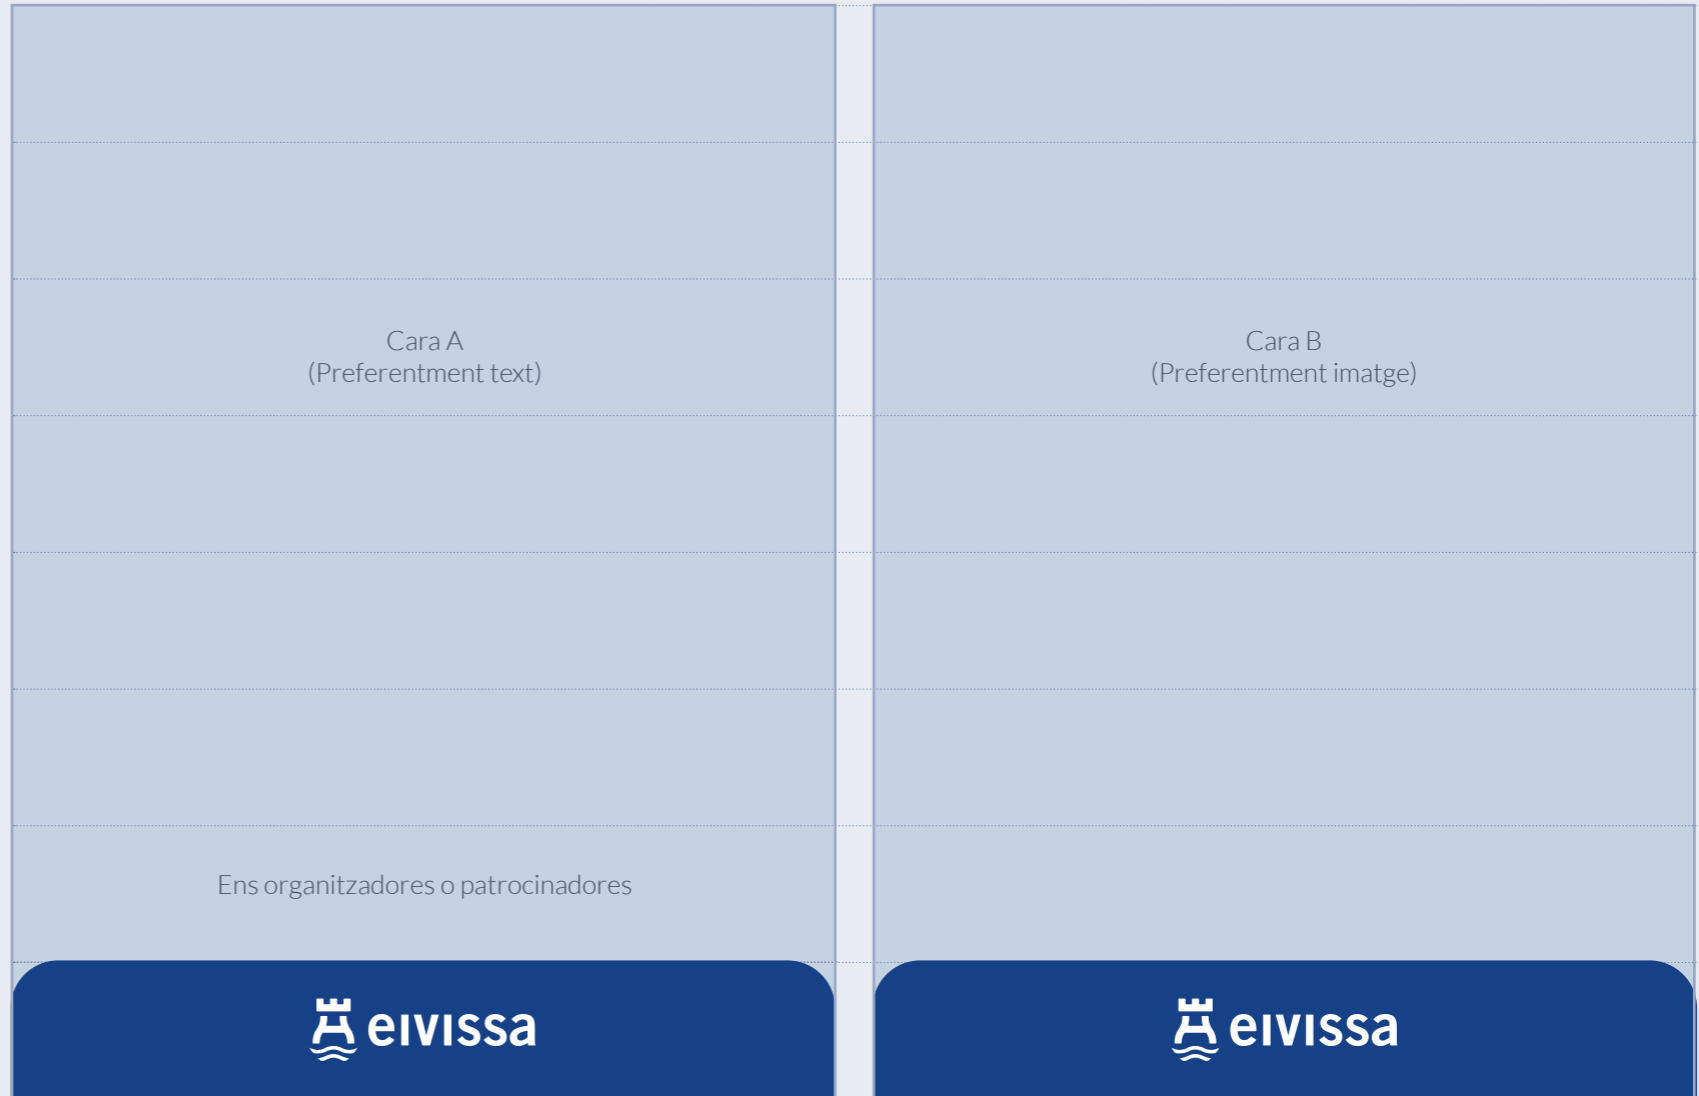 Cara A
(Preferentment text)
Ens organitzadores o patrocinadores
eivissa
Cara B
(Preferentment imatge)
eivissa